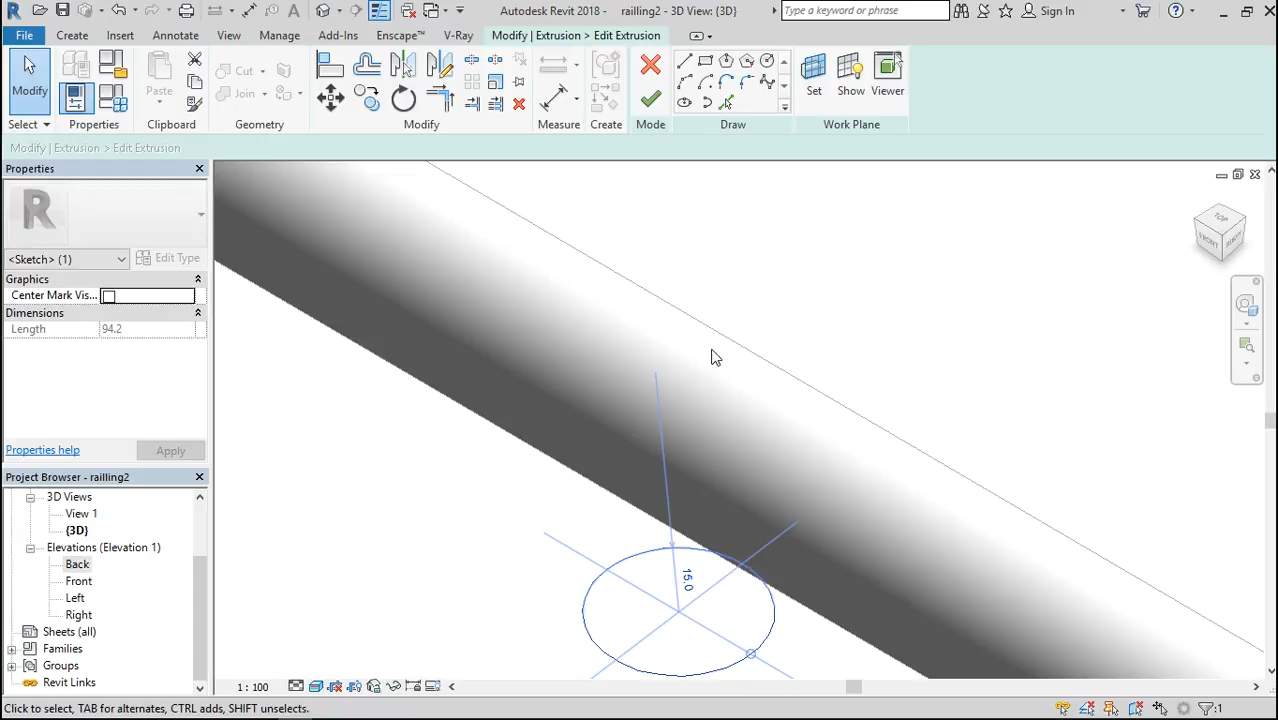 Autodesk Revit 2018 - railling2 - 3D View: {3D}
Type a keyword or phrase
Sign In
File Create Insert Annotate View Manage Add-Ins Enscape™ V-Ray Modify | Extrusion > Edit Extrusion
Modify
Paste
Cut
Join
Set Show Viewer
Select Properties Clipboard Geometry Modify Measure Create Mode Draw Work Plane
Modify | Extrusion > Edit Extrusion
Properties
R
<Sketch> (1)
Edit Type
Graphics
Center Mark Vis...
Dimensions
Length 94.2
Properties help
Apply
Project Browser - railling2
3D Views
View 1
{3D}
Elevations (Elevation 1)
Back
Front
Left
Right
Sheets (all)
Families
Groups
Revit Links
TOP
FRONT
RIGHT
15.0
1 : 100
Click to select, TAB for alternates, CTRL adds, SHIFT unselects.
:1